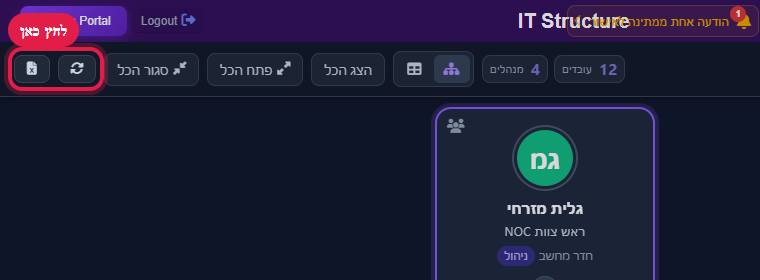 Portal
Logout
IT Structure
הודעה אחת ממתינה
1
לחץ כאן
12 עובדים
4 מנהלים
הצג הכל
פתח הכל
סגור הכל
גמ
גלית מזרחי
ראש צוות NOC
חדר מחשב ניהול